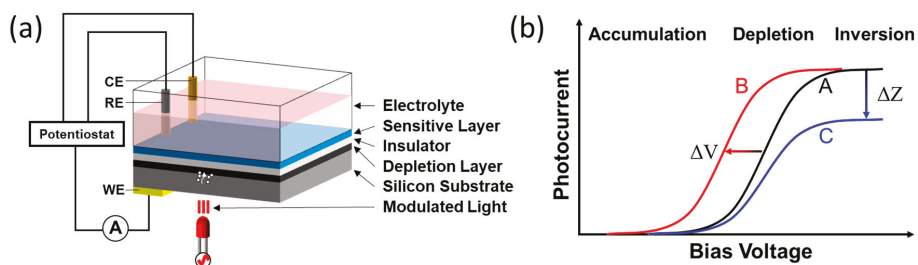 (a)
CE
RE
Potentiostat
WE
A
Electrolyte
Sensitive Layer
Insulator
Depletion Layer
Silicon Substrate
Modulated Light
(b)
Accumulation Depletion Inversion
B A
ΔZ
C
ΔV
Photocurrent
Bias Voltage